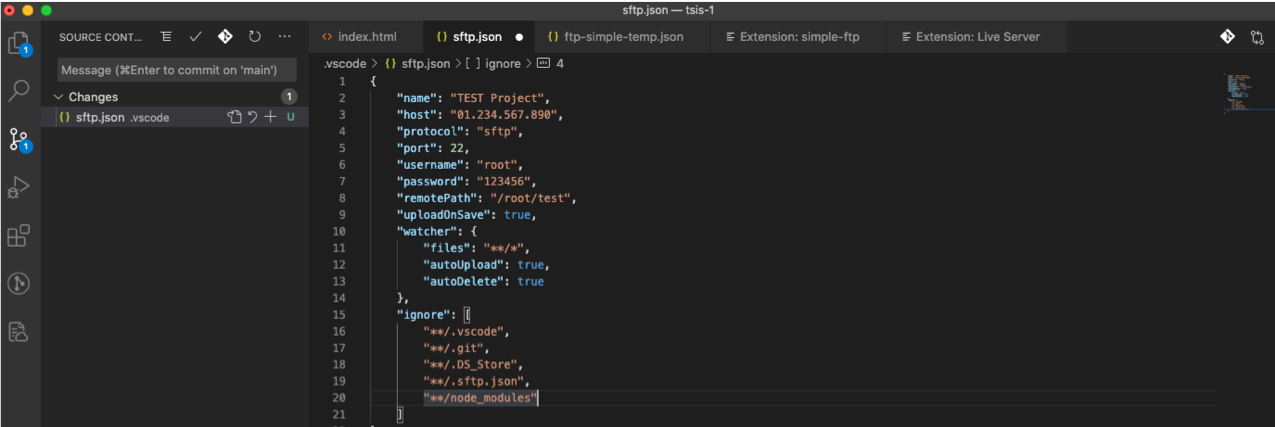 sftp.json — tsis-1
SOURCE CONT...
index.html
{} sftp.json
{} ftp-simple-temp.json
Extension: simple-ftp
Extension: Live Server
Message (⌘Enter to commit on 'main')
.vscode > {} sftp.json > [ ] ignore > abc 4
Changes 1
{} sftp.json .vscode U
1
1
1 {
2 "name": "TEST Project",
3 "host": "01.234.567.890",
4 "protocol": "sftp",
5 "port": 22,
6 "username": "root",
7 "password": "123456",
8 "remotePath": "/root/test",
9 "uploadOnSave": true,
10 "watcher": {
11 "files": "**/*",
12 "autoUpload": true,
13 "autoDelete": true
14 },
15 "ignore": [
16 "**/.vscode",
17 "**/.git",
18 "**/.DS_Store",
19 "**/.sftp.json",
20 "**/node_modules"
21 ]